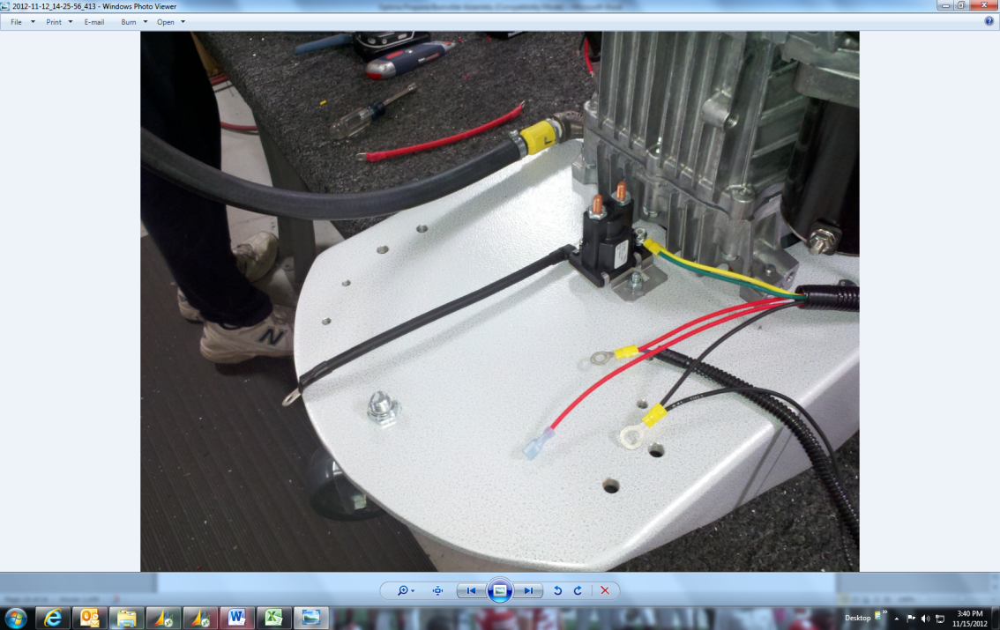 2012-11-12_14-25-56_413 - Windows Photo Viewer
File Print E-mail Burn Open
N
Desktop
3:40 PM
11/15/2012